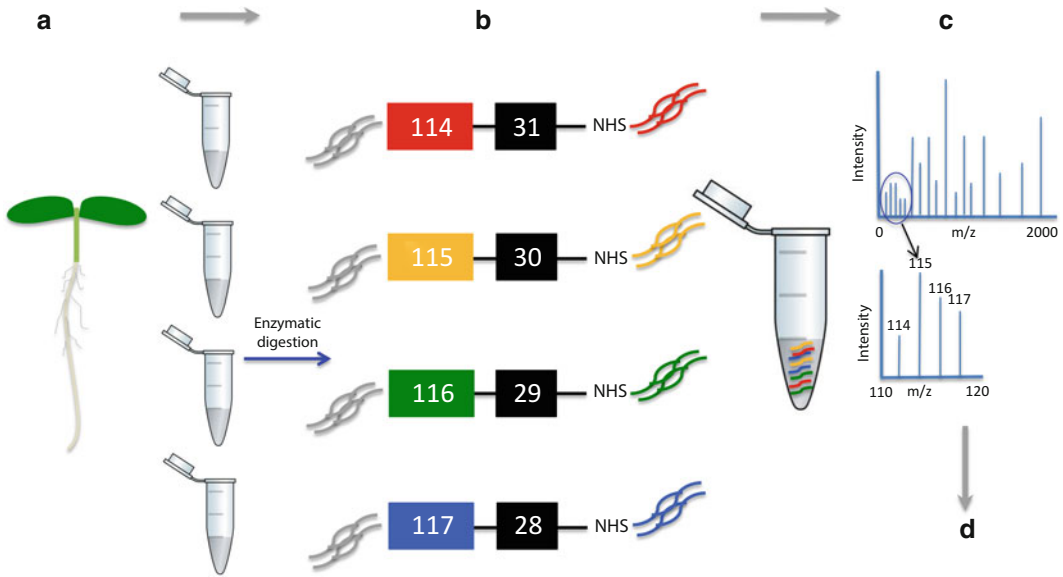 a
b
c
114 31 NHS
115 30 NHS
Enzymatic
digestion
116 29 NHS
117 28 NHS
Intensity
0 m/z 2000
115
116
117
114
Intensity
110 m/z 120
d